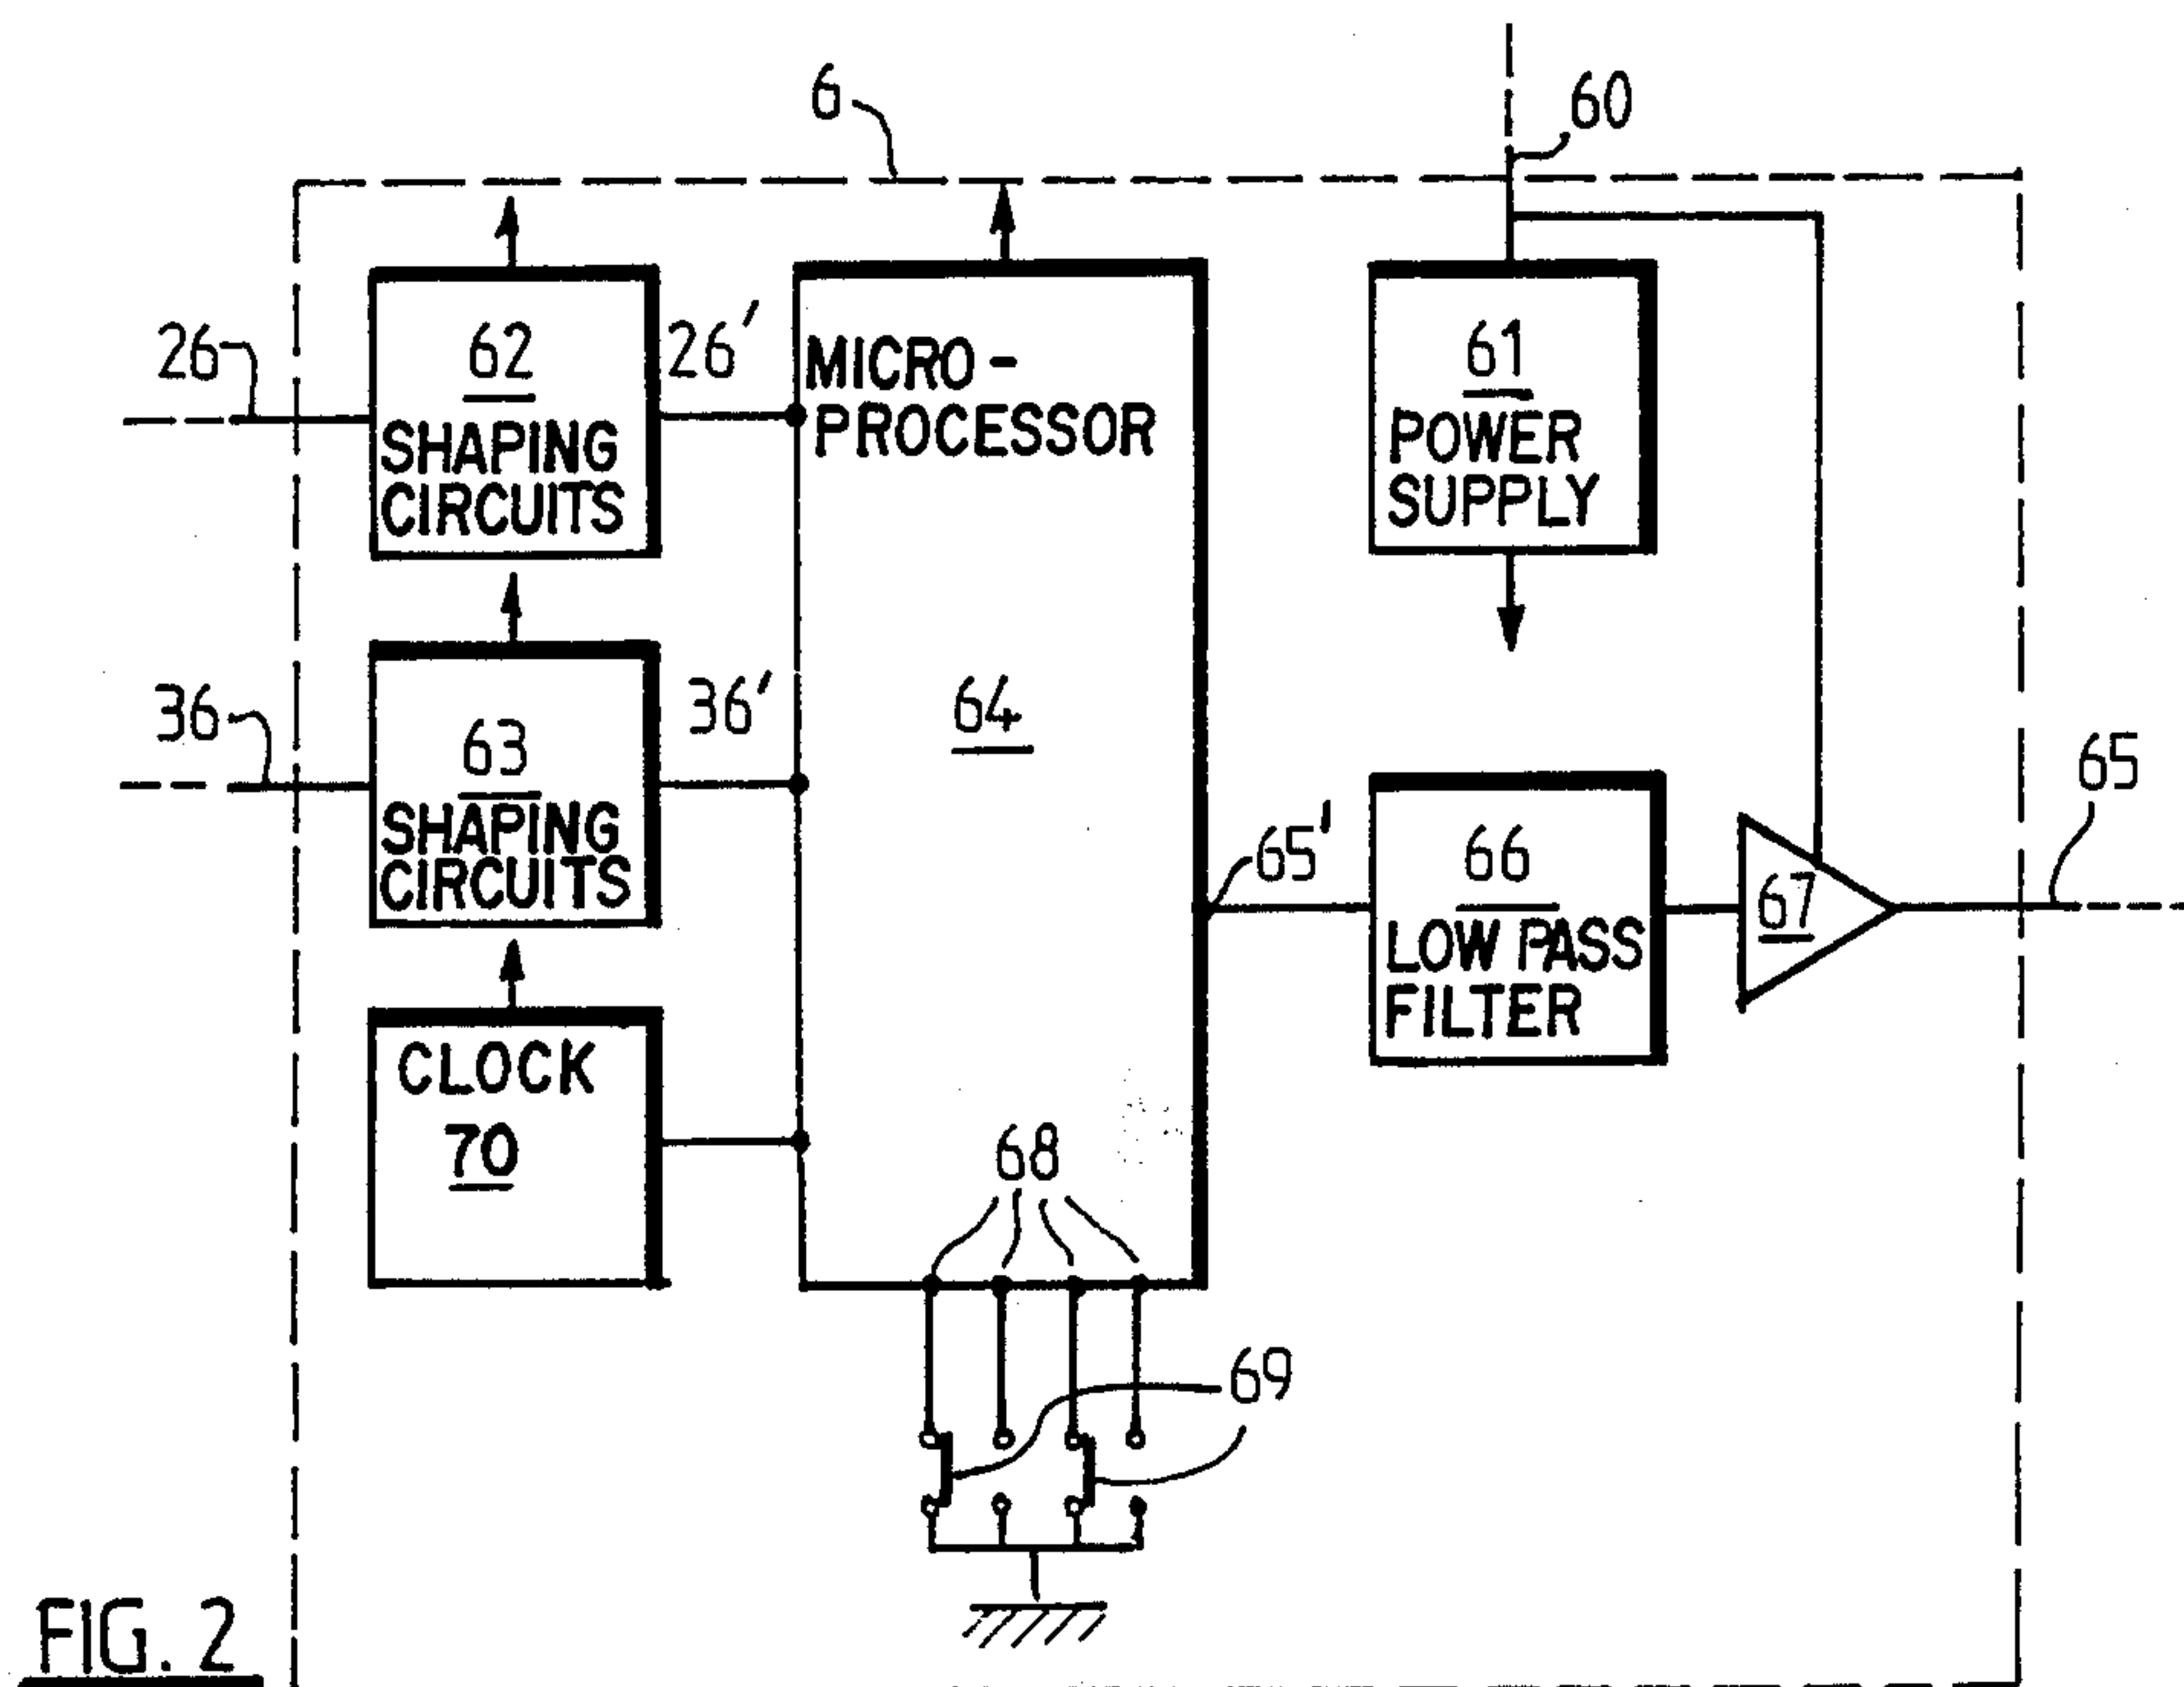 6
60
62
SHAPING
CIRCUITS
26
26'
MICRO-
PROCESSOR
61
POWER
SUPPLY
36
63
SHAPING
CIRCUITS
36'
64
65'
66
LOW PASS
FILTER
67
65
CLOCK
70
68
69
FIG. 2